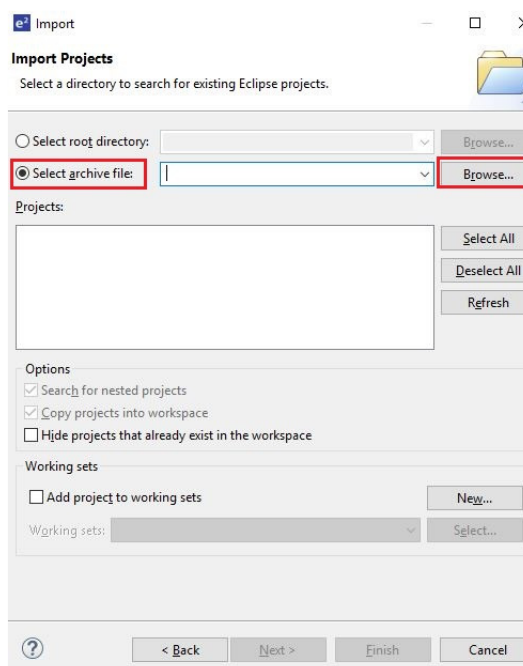 e² Import
Import Projects
Select a directory to search for existing Eclipse projects.
Select root directory: Browse...
Select archive file: Browse...
Projects:
Select All
Deselect All
Refresh
Options
Search for nested projects
Copy projects into workspace
Hide projects that already exist in the workspace
Working sets
Add project to working sets New...
Working sets: Select...
? < Back Next > Finish Cancel